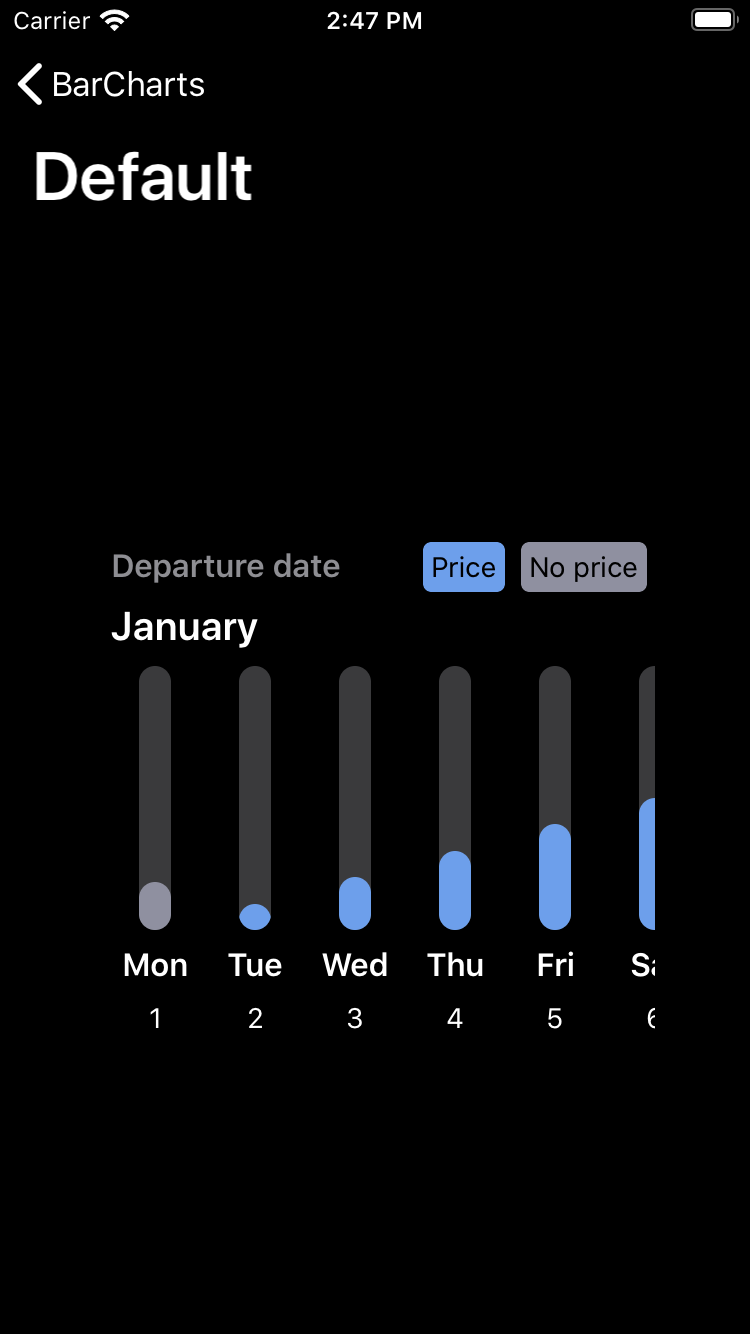 Carrier 2:47 PM
BarCharts
Default
Departure date Price No price
January
Mon Tue Wed Thu Fri Sa
1 2 3 4 5 6